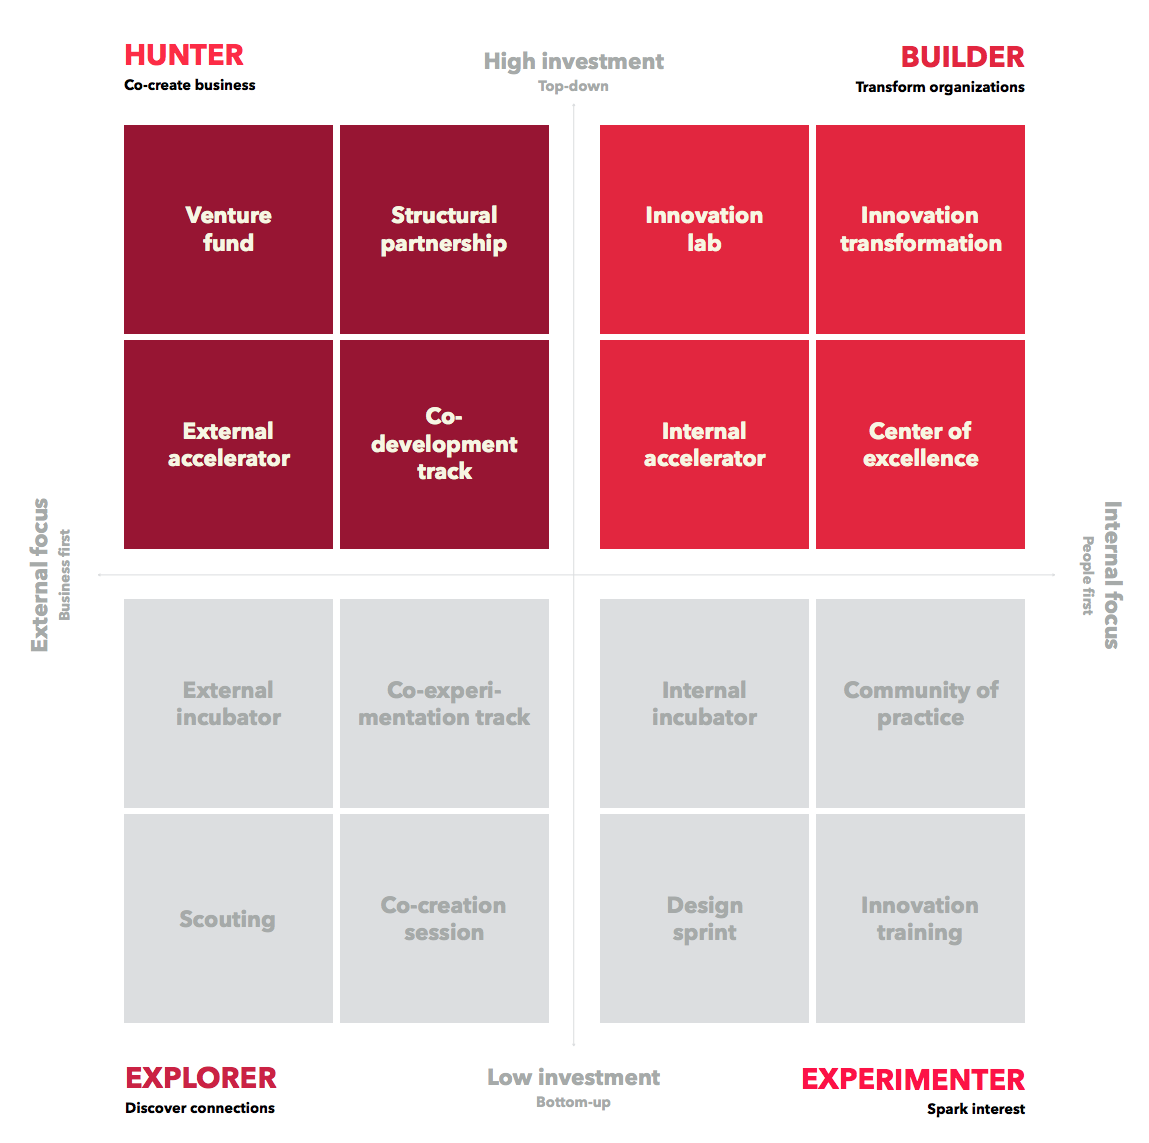 HUNTER
Co-create business
High investment
Top-down
BUILDER
Transform organizations
Venture
fund
Structural
partnership
Innovation
lab
Innovation
transformation
External
accelerator
Co-
development
track
Internal
accelerator
Center of
excellence
External focus
Business first
Internal focus
People first
External
incubator
Co-experi-
mentation track
Internal
incubator
Community of
practice
Scouting
Co-creation
session
Design
sprint
Innovation
training
EXPLORER
Discover connections
Low investment
Bottom-up
EXPERIMENTER
Spark interest